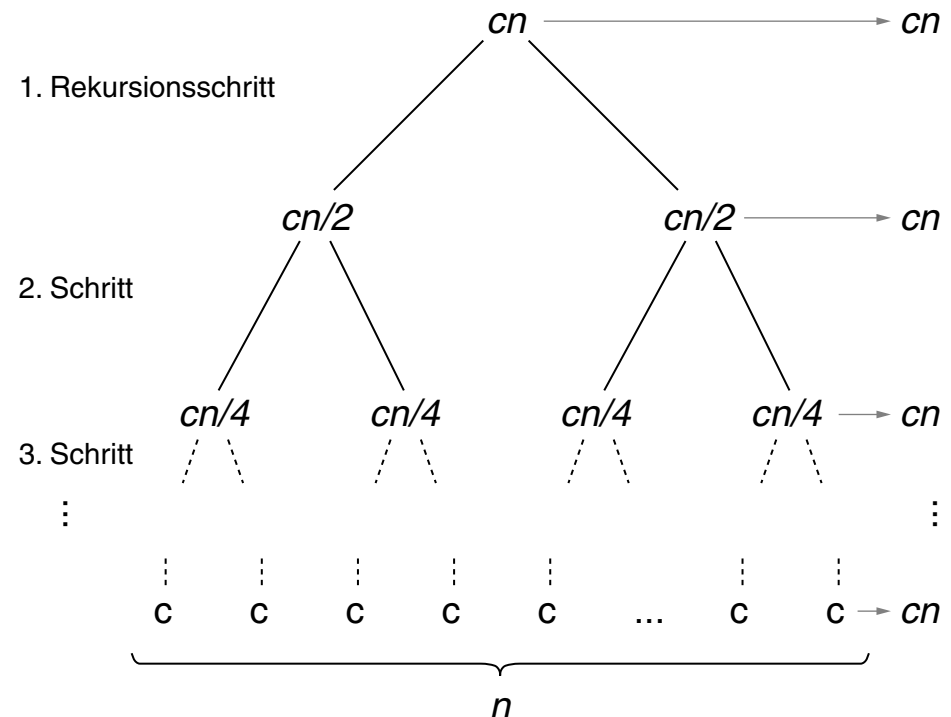 cn cn
1. Rekursionsschritt
cn/2 cn/2 cn
2. Schritt
cn/4 cn/4 cn/4 cn/4 cn
3. Schritt
⋮ ⋮
c c c c c ... c c cn
n